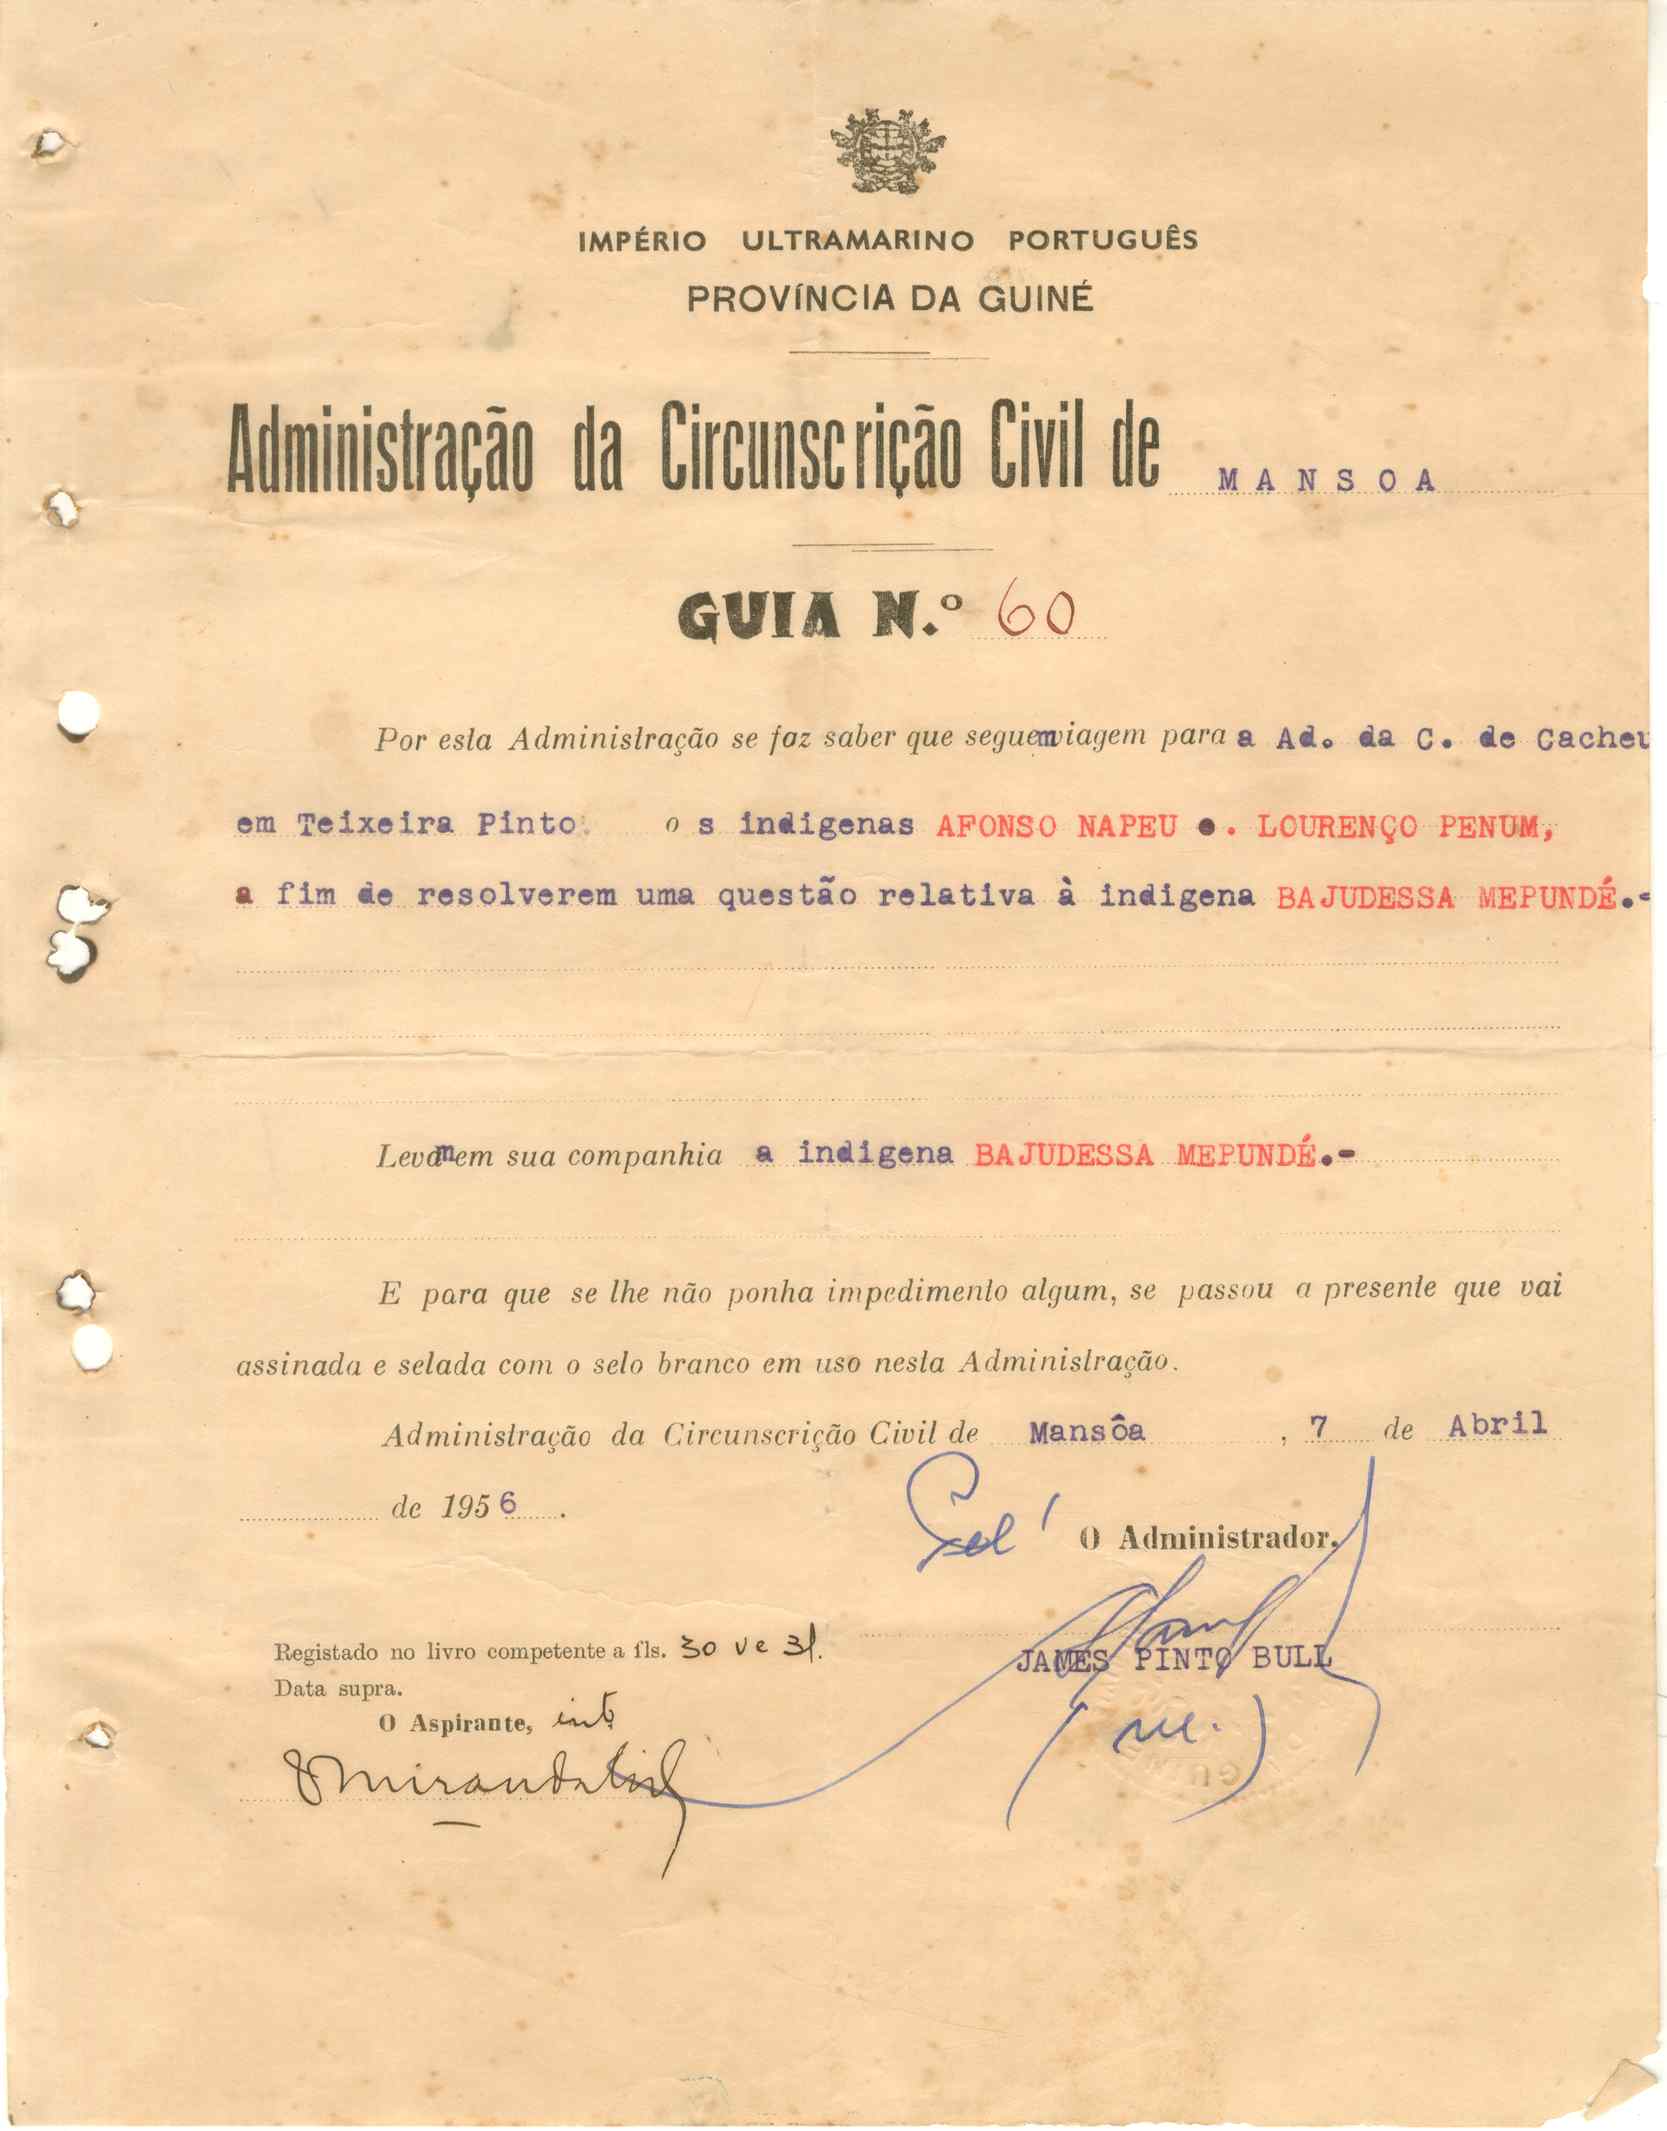 IMPÉRIO ULTRAMARINO PORTUGUÊS
PROVÍNCIA DA GUINÉ
Administração da Circunscrição Civil de MANSOA
GUIA N.º 60
Por esta Administração se faz saber que seguem viagem para a Ad. da C. de Cacheu
em Teixeira Pinto. o s indigenas AFONSO NAPEU e. LOURENÇO PENUM,
a fim de resolverem uma questão relativa à indigena BAJUDESSA MEPUNDÉ.-
Levam em sua companhia a indigena BAJUDESSA MEPUNDÉ.-
E para que se lhe não ponha impedimento algum, se passou a presente que vai
assinada e selada com o selo branco em uso nesta Administração.
Administração da Circunscrição Civil de Mansôa, 7 de Abril
de 1956.
O Administrador,
Registado no livro competente a fls. 30 v e 31.
JAMES PINTO BULL
Data supra.
O Aspirante, intº